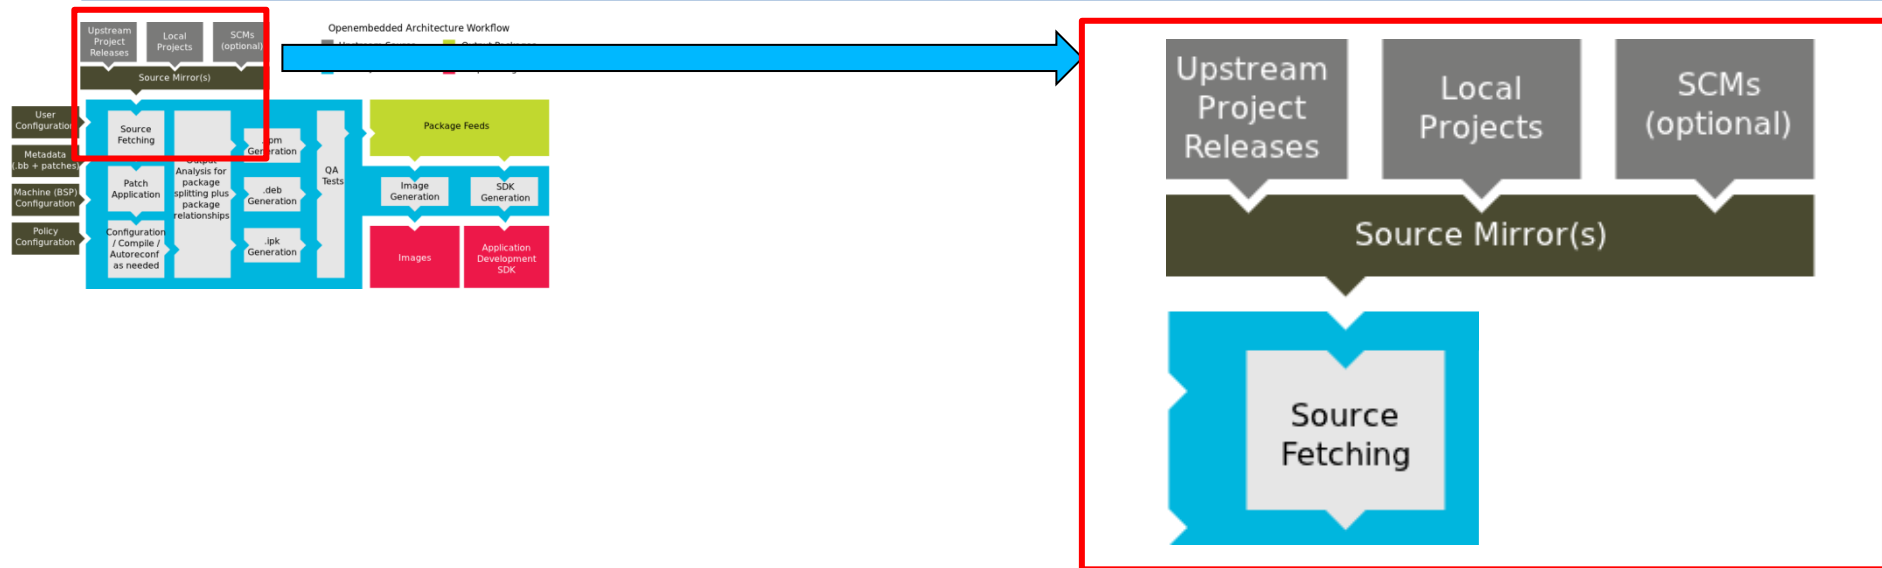 Upstream
Project
Releases
Local
Projects
SCMs
(optional)
Source Mirror(s)
Openembedded Architecture Workflow
User
Configuration
Metadata
(.bb + patches)
Machine (BSP)
Configuration
Policy
Configuration
Source
Fetching
Patch
Application
Configuration
/ Compile /
Autoreconf
as needed
Output
Analysis for
package
splitting plus
package
relationships
Generation
.deb
Generation
.ipk
Generation
QA
Tests
Package Feeds
Image
Generation
SDK
Generation
Images
Application
Development
SDK
Upstream
Project
Releases
Local
Projects
SCMs
(optional)
Source Mirror(s)
Source
Fetching